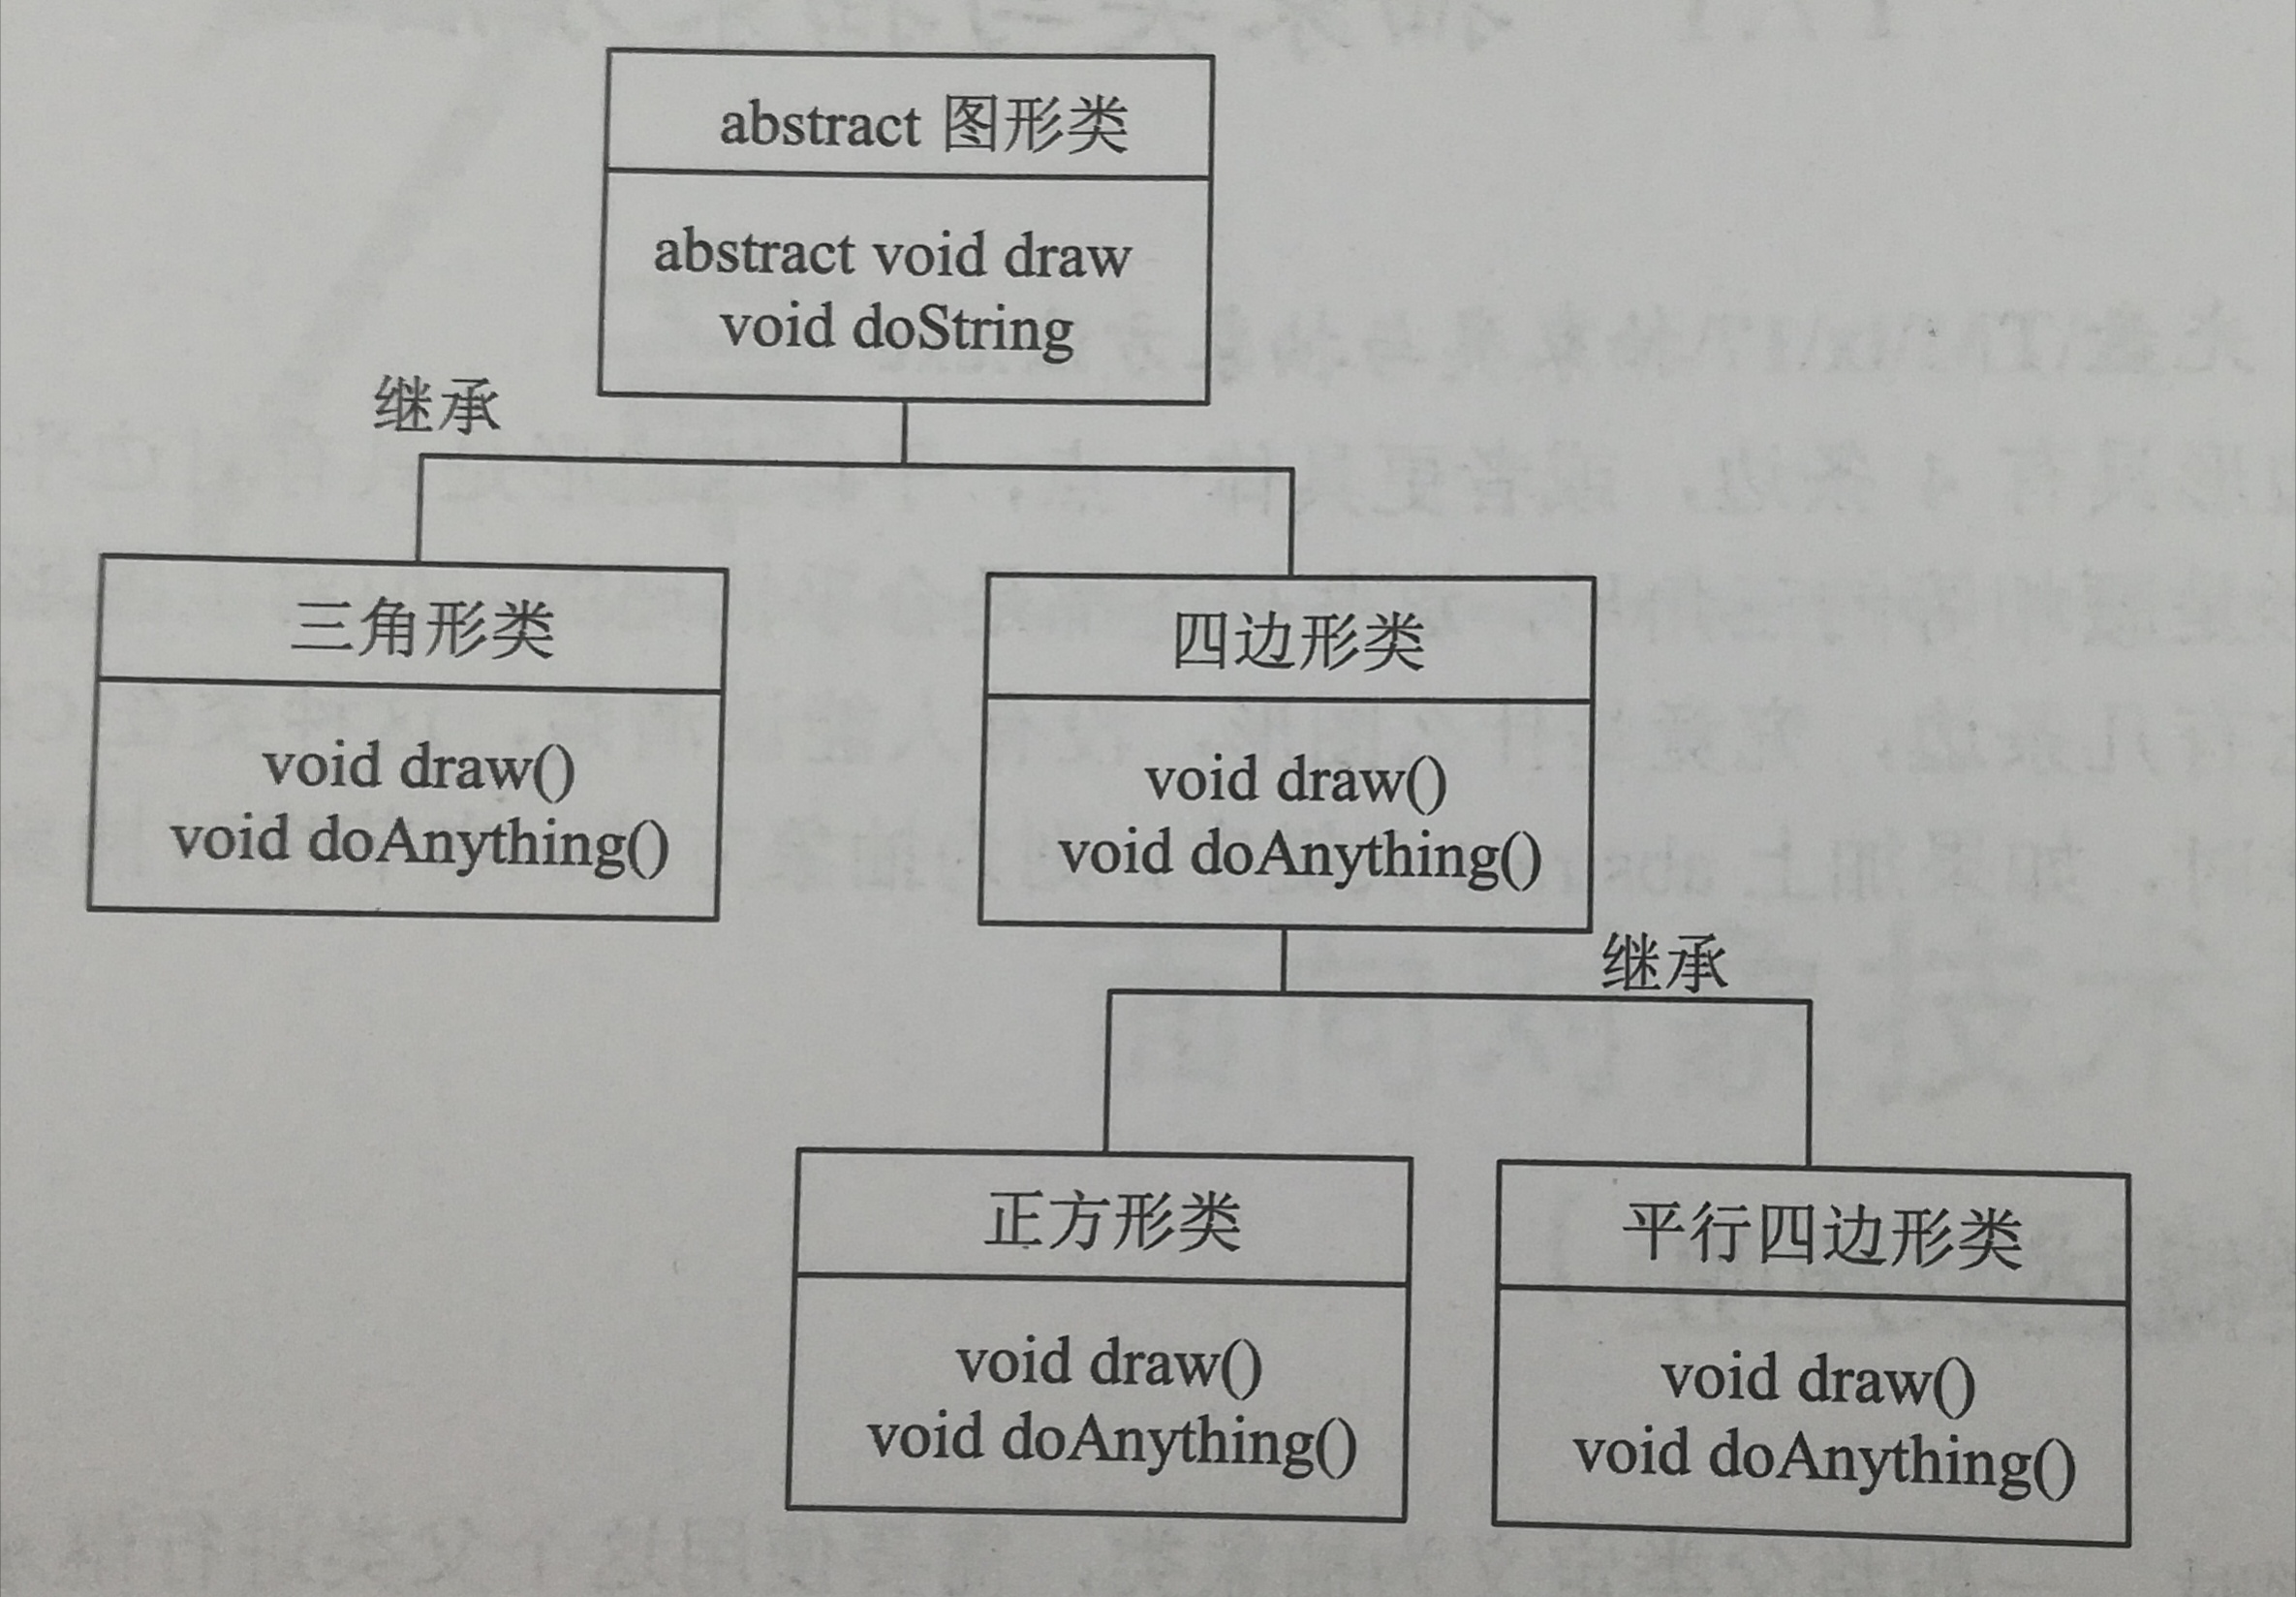 abstract 图形类
abstract void draw
void doString
继承
三角形类
void draw()
void doAnything()
四边形类
void draw()
void doAnything()
继承
正方形类
void draw()
void doAnything()
平行四边形类
void draw()
void doAnything()